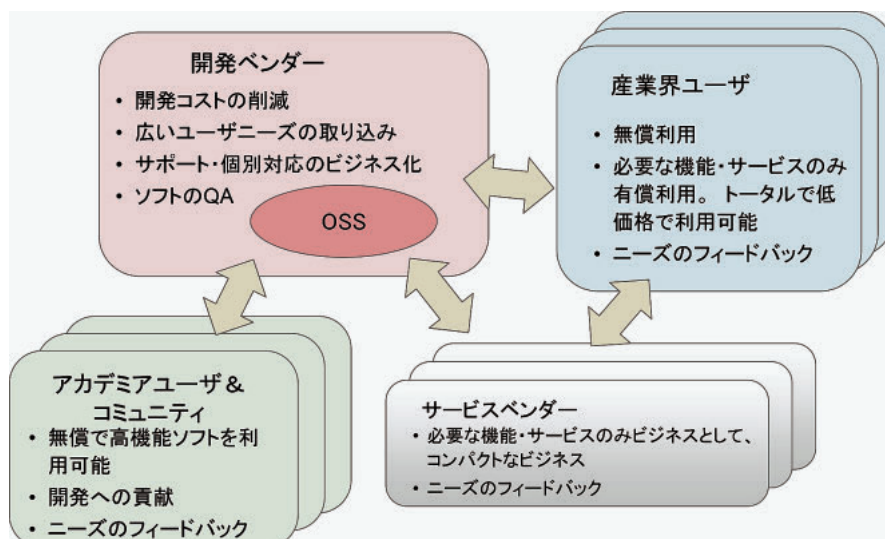 開発ベンダー
• 開発コストの削減
• 広いユーザニーズの取り込み
• サポート・個別対応のビジネス化
• ソフトのQA
OSS
産業界ユーザ
• 無償利用
• 必要な機能・サービスのみ
有償利用。 トータルで低
価格で利用可能
• ニーズのフィードバック
アカデミアユーザ&
コミュニティ
• 無償で高機能ソフトを利
用可能
• 開発への貢献
• ニーズのフィードバック
サービスベンダー
• 必要な機能・サービスのみビジネスとして、
コンパクトなビジネス
• ニーズのフィードバック